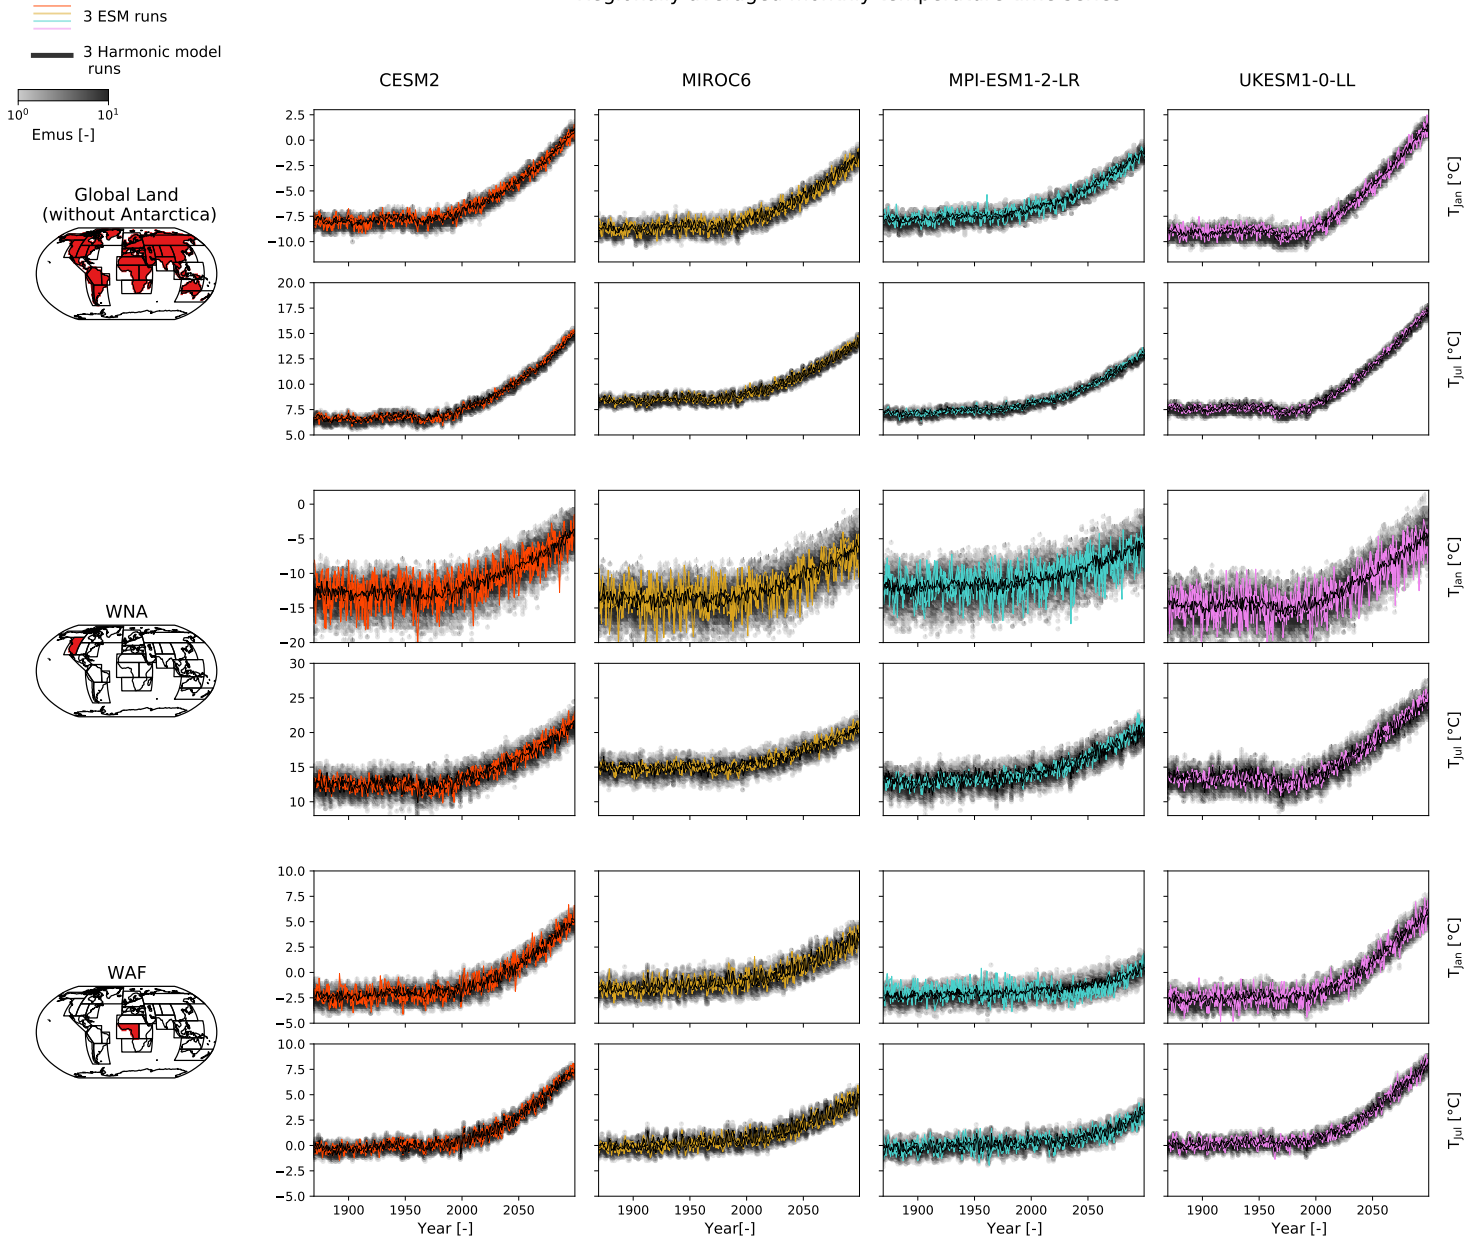 3 ESM runs
3 Harmonic model
runs
10^0 10^1
Emus [-]
CESM2 MIROC6 MPI-ESM1-2-LR UKESM1-0-LL
Global Land
(without Antarctica)
2.5
0.0
−2.5
−5.0
−7.5
−10.0
T_Jan [°C]
20.0
17.5
15.0
12.5
10.0
7.5
5.0
T_Jul [°C]
WNA
0
−5
−10
−15
−20
T_Jan [°C]
30
25
20
15
10
T_Jul [°C]
WAF
10.0
7.5
5.0
2.5
0.0
−2.5
−5.0
T_Jan [°C]
10.0
7.5
5.0
2.5
0.0
−2.5
−5.0
T_Jul [°C]
1900 1950 2000 2050 1900 1950 2000 2050 1900 1950 2000 2050 1900 1950 2000 2050
Year [-] Year[-] Year [-] Year [-]